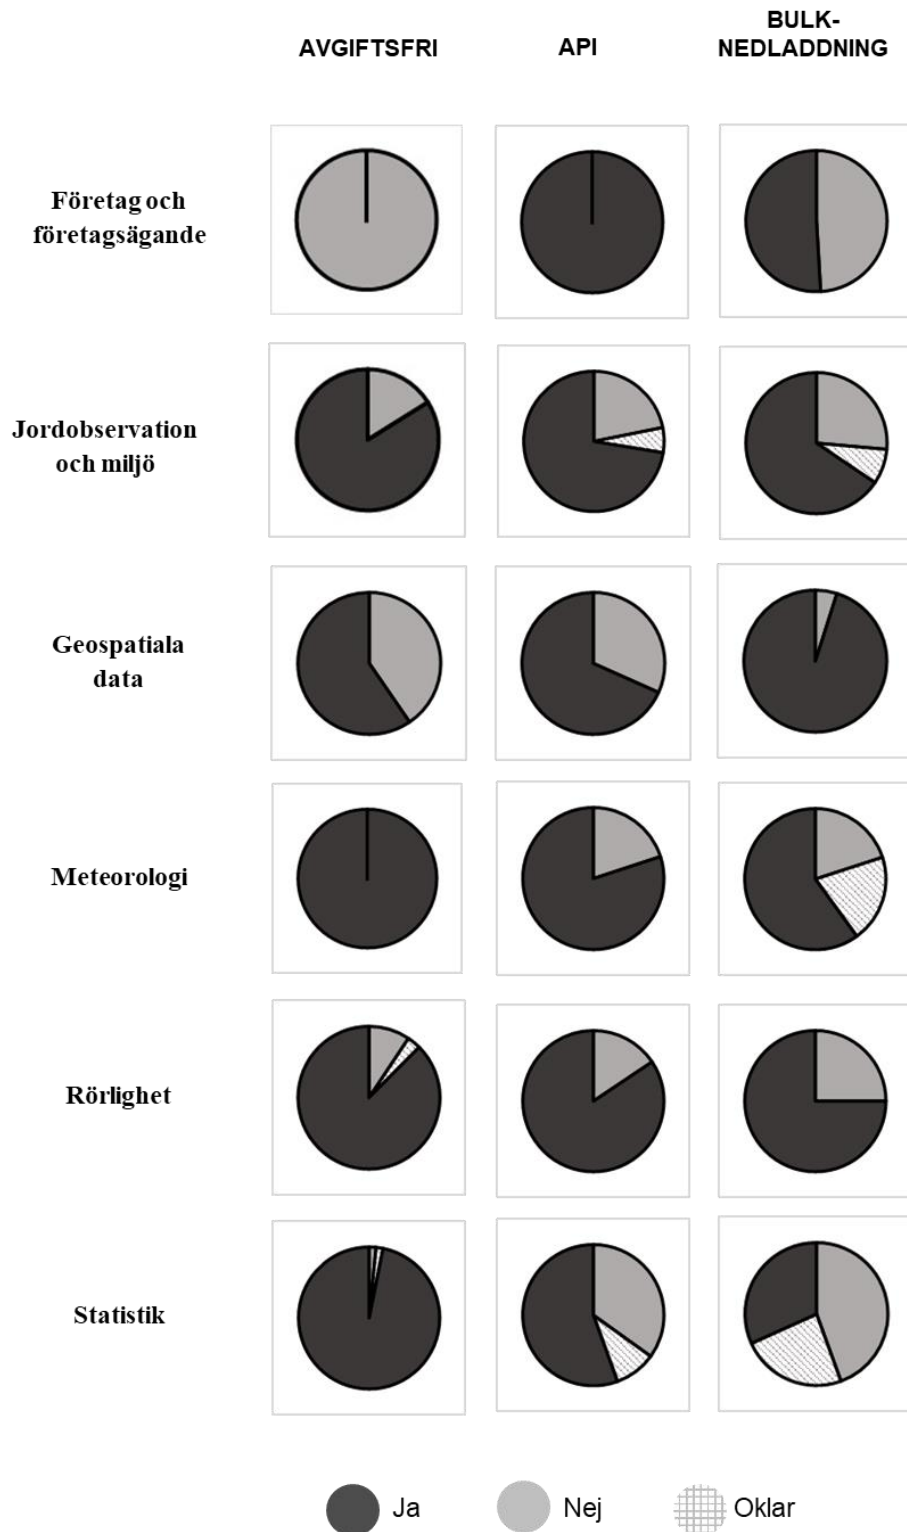 AVGIFTSFRI
API
BULK-
NEDLADDNING
Företag och
företagsägande
Jordobservation
och miljö
Geospatiala
data
Meteorologi
Rörlighet
Statistik
Ja
Nej
Oklar